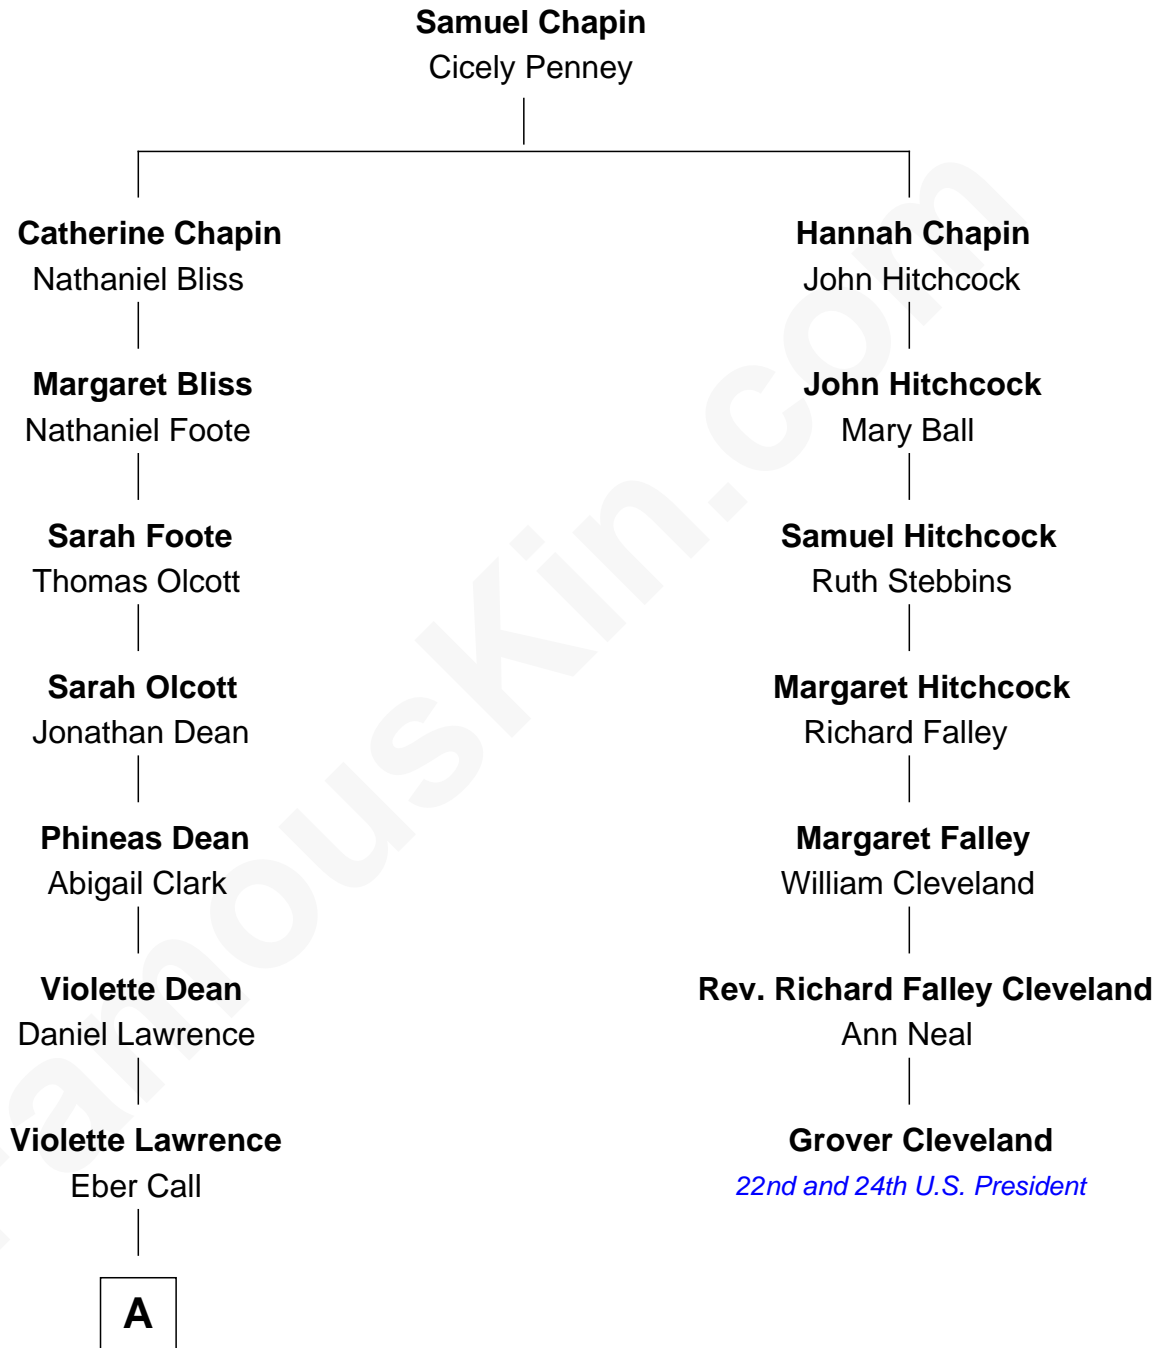 Samuel Chapin
Cicely Penney
Catherine Chapin
Nathaniel Bliss
Hannah Chapin
John Hitchcock
Margaret Bliss
Nathaniel Foote
John Hitchcock
Mary Ball
Sarah Foote
Thomas Olcott
Samuel Hitchcock
Ruth Stebbins
Sarah Olcott
Jonathan Dean
Margaret Hitchcock
Richard Falley
Phineas Dean
Abigail Clark
Margaret Falley
William Cleveland
Violette Dean
Daniel Lawrence
Rev. Richard Falley Cleveland
Ann Neal
Violette Lawrence
Eber Call
Grover Cleveland
22nd and 24th U.S. President
A
FamousKin.com